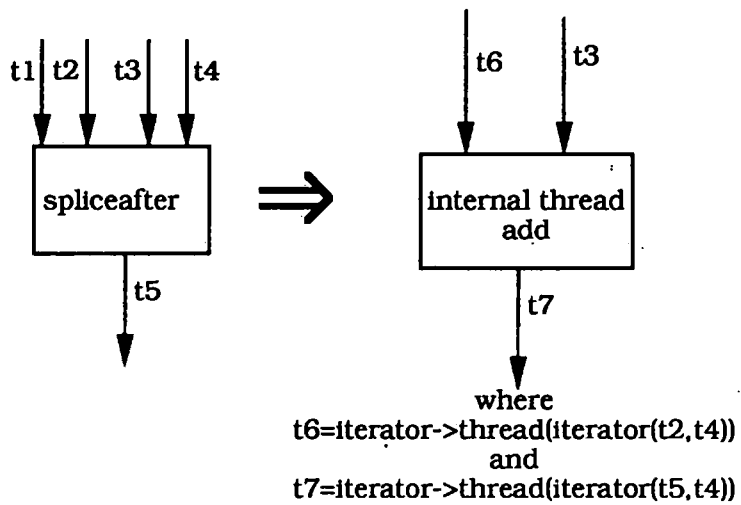 t1 t2 t3 t4
spliceafter
t5
t6 t3
internal thread
add
t7
where
t6=iterator->thread(iterator(t2,t4))
and
t7=iterator->thread(iterator(t5,t4))